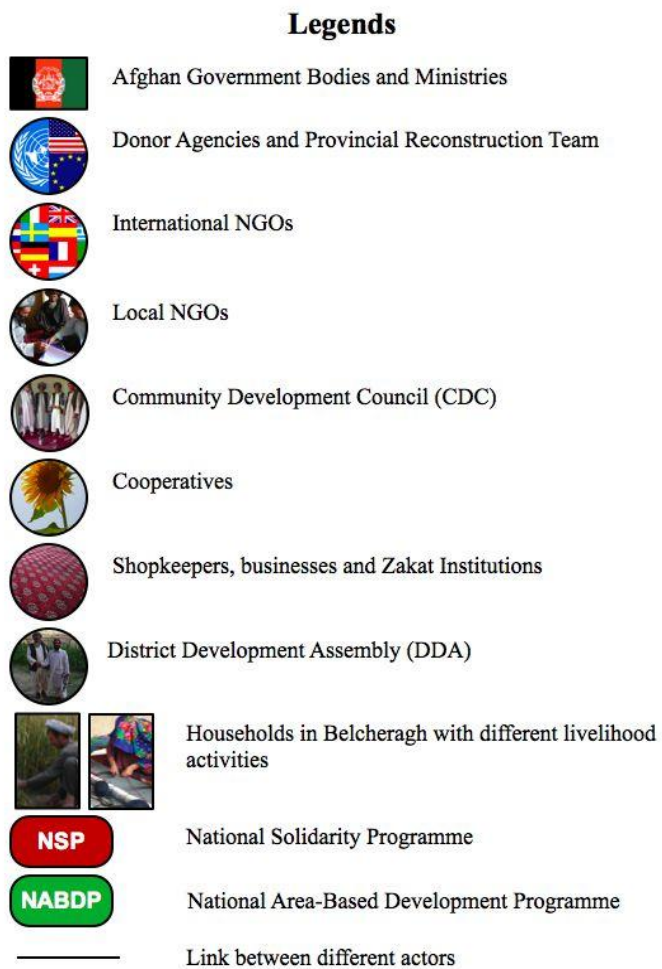 Legends
Afghan Government Bodies and Ministries
Donor Agencies and Provincial Reconstruction Team
International NGOs
Local NGOs
Community Development Council (CDC)
Cooperatives
Shopkeepers, businesses and Zakat Institutions
District Development Assembly (DDA)
Households in Belcheragh with different livelihood
activities
NSP
National Solidarity Programme
NABDP
National Area-Based Development Programme
Link between different actors